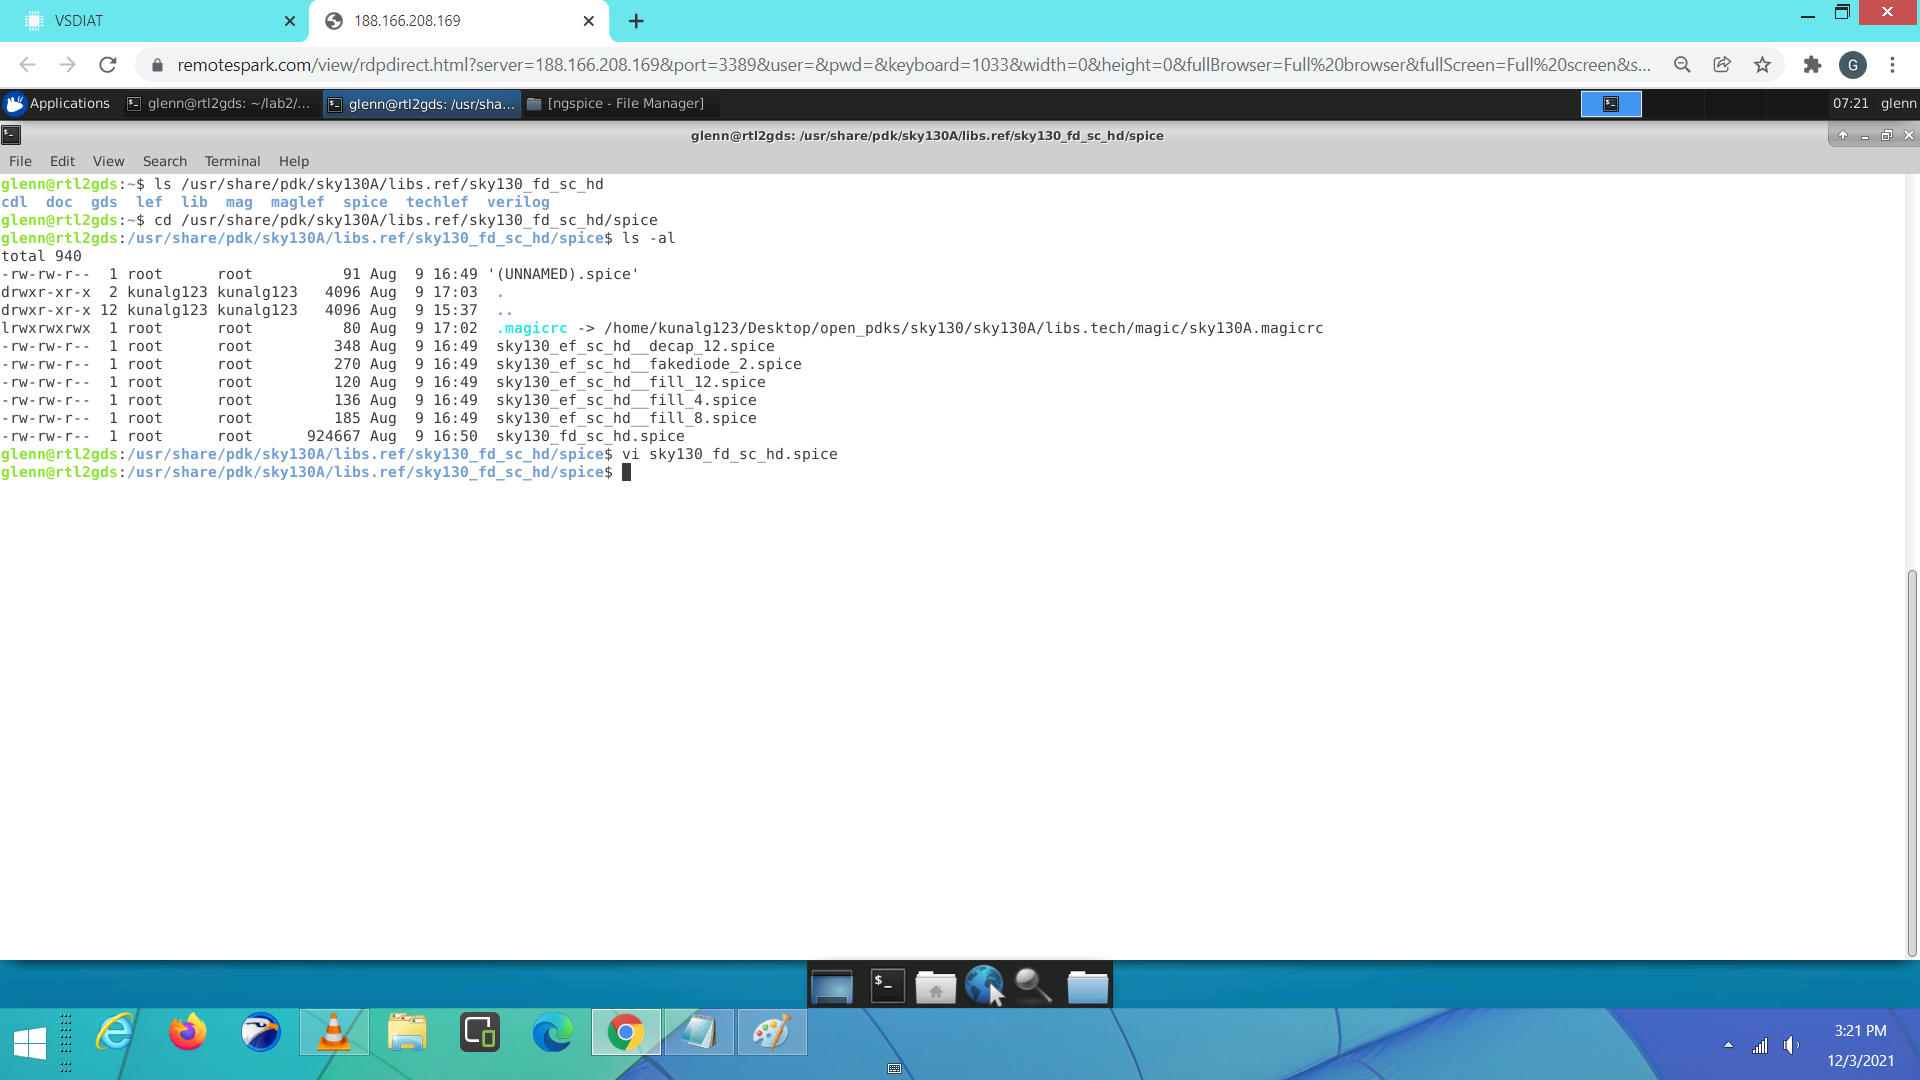 VSDIAT
188.166.208.169
remotespark.com/view/rdpdirect.html?server=188.166.208.169&port=3389&user=&pwd=&keyboard=1033&width=0&height=0&fullBrowser=Full%20browser&fullScreen=Full%20screen&s...
G
Applications
glenn@rtl2gds: ~/lab2/...
glenn@rtl2gds: /usr/sha...
[ngspice - File Manager]
07:21
glenn
glenn@rtl2gds: /usr/share/pdk/sky130A/libs.ref/sky130_fd_sc_hd/spice
File Edit View Search Terminal Help
glenn@rtl2gds:~$ ls /usr/share/pdk/sky130A/libs.ref/sky130_fd_sc_hd
cdl  doc  gds  lef  lib  mag  maglef  spice  techlef  verilog
glenn@rtl2gds:~$ cd /usr/share/pdk/sky130A/libs.ref/sky130_fd_sc_hd/spice
glenn@rtl2gds:/usr/share/pdk/sky130A/libs.ref/sky130_fd_sc_hd/spice$ ls -al
total 940
-rw-rw-r--  1 root      root          91 Aug  9 16:49 '(UNNAMED).spice'
drwxr-xr-x  2 kunalg123 kunalg123   4096 Aug  9 17:03  .
drwxr-xr-x 12 kunalg123 kunalg123   4096 Aug  9 15:37  ..
lrwxrwxrwx  1 root      root          80 Aug  9 17:02  .magicrc -> /home/kunalg123/Desktop/open_pdks/sky130/sky130A/libs.tech/magic/sky130A.magicrc
-rw-rw-r--  1 root      root         348 Aug  9 16:49  sky130_ef_sc_hd__decap_12.spice
-rw-rw-r--  1 root      root         270 Aug  9 16:49  sky130_ef_sc_hd__fakediode_2.spice
-rw-rw-r--  1 root      root         120 Aug  9 16:49  sky130_ef_sc_hd__fill_12.spice
-rw-rw-r--  1 root      root         136 Aug  9 16:49  sky130_ef_sc_hd__fill_4.spice
-rw-rw-r--  1 root      root         185 Aug  9 16:49  sky130_ef_sc_hd__fill_8.spice
-rw-rw-r--  1 root      root      924667 Aug  9 16:50  sky130_fd_sc_hd.spice
glenn@rtl2gds:/usr/share/pdk/sky130A/libs.ref/sky130_fd_sc_hd/spice$ vi sky130_fd_sc_hd.spice
glenn@rtl2gds:/usr/share/pdk/sky130A/libs.ref/sky130_fd_sc_hd/spice$
$_
3:21 PM
12/3/2021